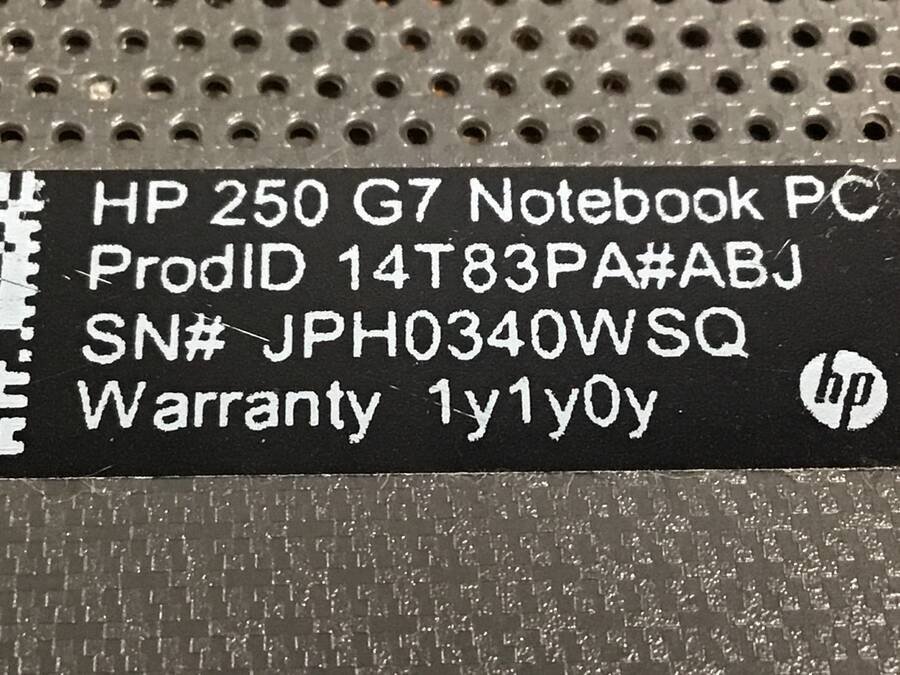 HP 250 G7 Notebook PC
ProdID 14T83PA#ABJ
SN# JPH0340WSQ
Warranty 1y1y0y
hp